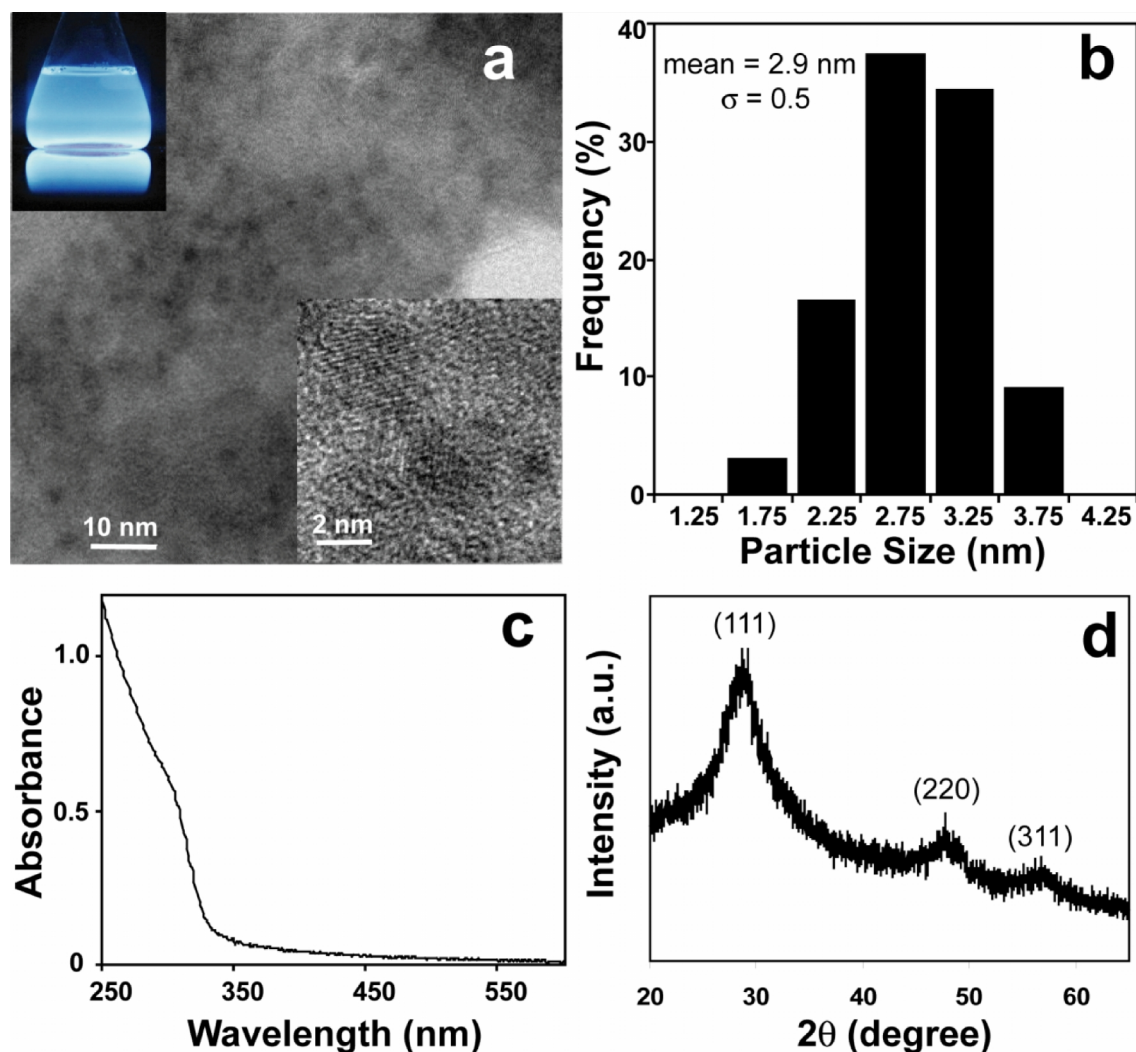 a
10 nm
2 nm
b
mean = 2.9 nm
σ = 0.5
Frequency (%)
40
30
20
10
0
1.25 1.75 2.25 2.75 3.25 3.75 4.25
Particle Size (nm)
c
Absorbance
1.0
0.5
0
250 350 450 550
Wavelength (nm)
d
(111)
(220)
(311)
Intensity (a.u.)
20 30 40 50 60
2θ (degree)